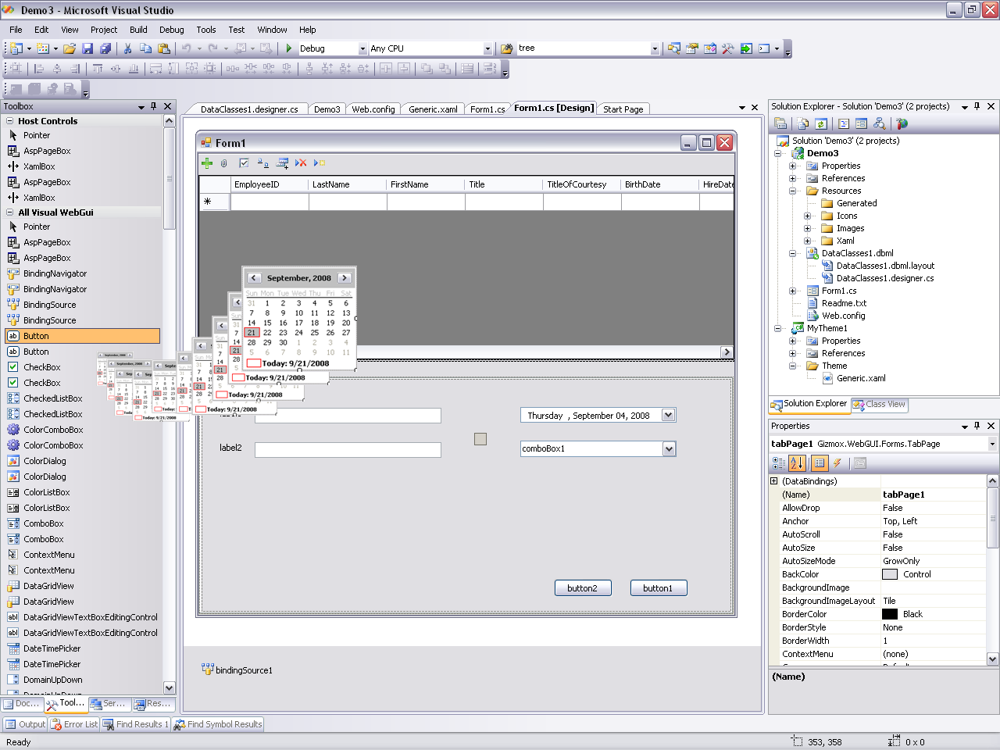 Demo3 - Microsoft Visual Studio
File Edit View Project Build Debug Tools Test Window Help
Debug Any CPU tree
Toolbox
Host Controls
Pointer
AspPageBox
XamlBox
AspPageBox
XamlBox
All Visual WebGui
Pointer
AspPageBox
AspPageBox
BindingNavigator
BindingNavigator
BindingSource
BindingSource
Button
Button
CheckBox
CheckBox
CheckedListBox
CheckedListBox
ColorComboBox
ColorComboBox
ColorDialog
ColorDialog
ColorListBox
ColorListBox
ComboBox
ComboBox
ContextMenu
ContextMenu
DataGridView
DataGridView
DataGridViewTextBoxEditingControl
DataGridViewTextBoxEditingControl
DateTimePicker
DateTimePicker
DomainUpDown
DomainUpDown
Doc... Tool... Ser... Res...
DataClasses1.designer.cs Demo3 Web.config Generic.xaml Form1.cs Form1.cs [Design] Start Page
Form1
EmployeeID LastName FirstName Title TitleOfCourtesy BirthDate HireDate
September, 2008
Sun Mon Tue Wed Thu Fri Sat
31 1 2 3 4 5 6
7 8 9 10 11 12 13
14 15 16 17 18 19 20
21 22 23 24 25 26 27
28 29 30 1 2 3 4
5 6 7 8 9 10 11
Today: 9/21/2008
Today: 9/21/2008
Today: 9/21/2008
Today: 9/21/2008
Thursday , September 04, 2008
label2
comboBox1
button2 button1
bindingSource1
Solution Explorer - Solution 'Demo3' (2 projects)
Solution 'Demo3' (2 projects)
Demo3
Properties
References
Resources
Generated
Icons
Images
Xaml
DataClasses1.dbml
DataClasses1.dbml.layout
DataClasses1.designer.cs
Form1.cs
Readme.txt
Web.config
MyTheme1
Properties
References
Theme
Generic.xaml
Solution Explorer Class View
Properties
tabPage1 Gizmox.WebGUI.Forms.TabPage
(DataBindings)
(Name) tabPage1
AllowDrop False
Anchor Top, Left
AutoScroll False
AutoSize False
AutoSizeMode GrowOnly
BackColor Control
BackgroundImage
BackgroundImageLayout Tile
BorderColor Black
BorderStyle None
BorderWidth 1
ContextMenu (none)
(Name)
Output Error List Find Results 1 Find Symbol Results
Ready 353, 358 0 x 0